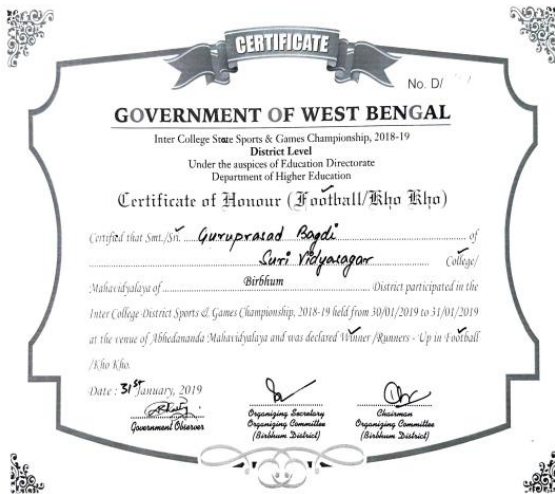 CERTIFICATE
No. D/
GOVERNMENT OF WEST BENGAL
Inter College State Sports & Games Championship, 2018-19
District Level
Under the auspices of Education Directorate
Department of Higher Education
Certificate of Honour (Football/Kho Kho)
Certified that Smt./Sri. Guruprasad Bagdi of
Suri Vidyasagar College/
Mahavidyalaya of Birbhum District participated in the
Inter College-District Sports & Games Championship, 2018-19 held from 30/01/2019 to 31/01/2019
at the venue of Abhedananda Mahavidyalaya and was declared Winner /Runners - Up in Football
/Kho Kho.
Date : 31st January, 2019
Government Observer
Organizing Secretary
Organizing Committee
(Birbhum District)
Chairman
Organizing Committee
(Birbhum District)